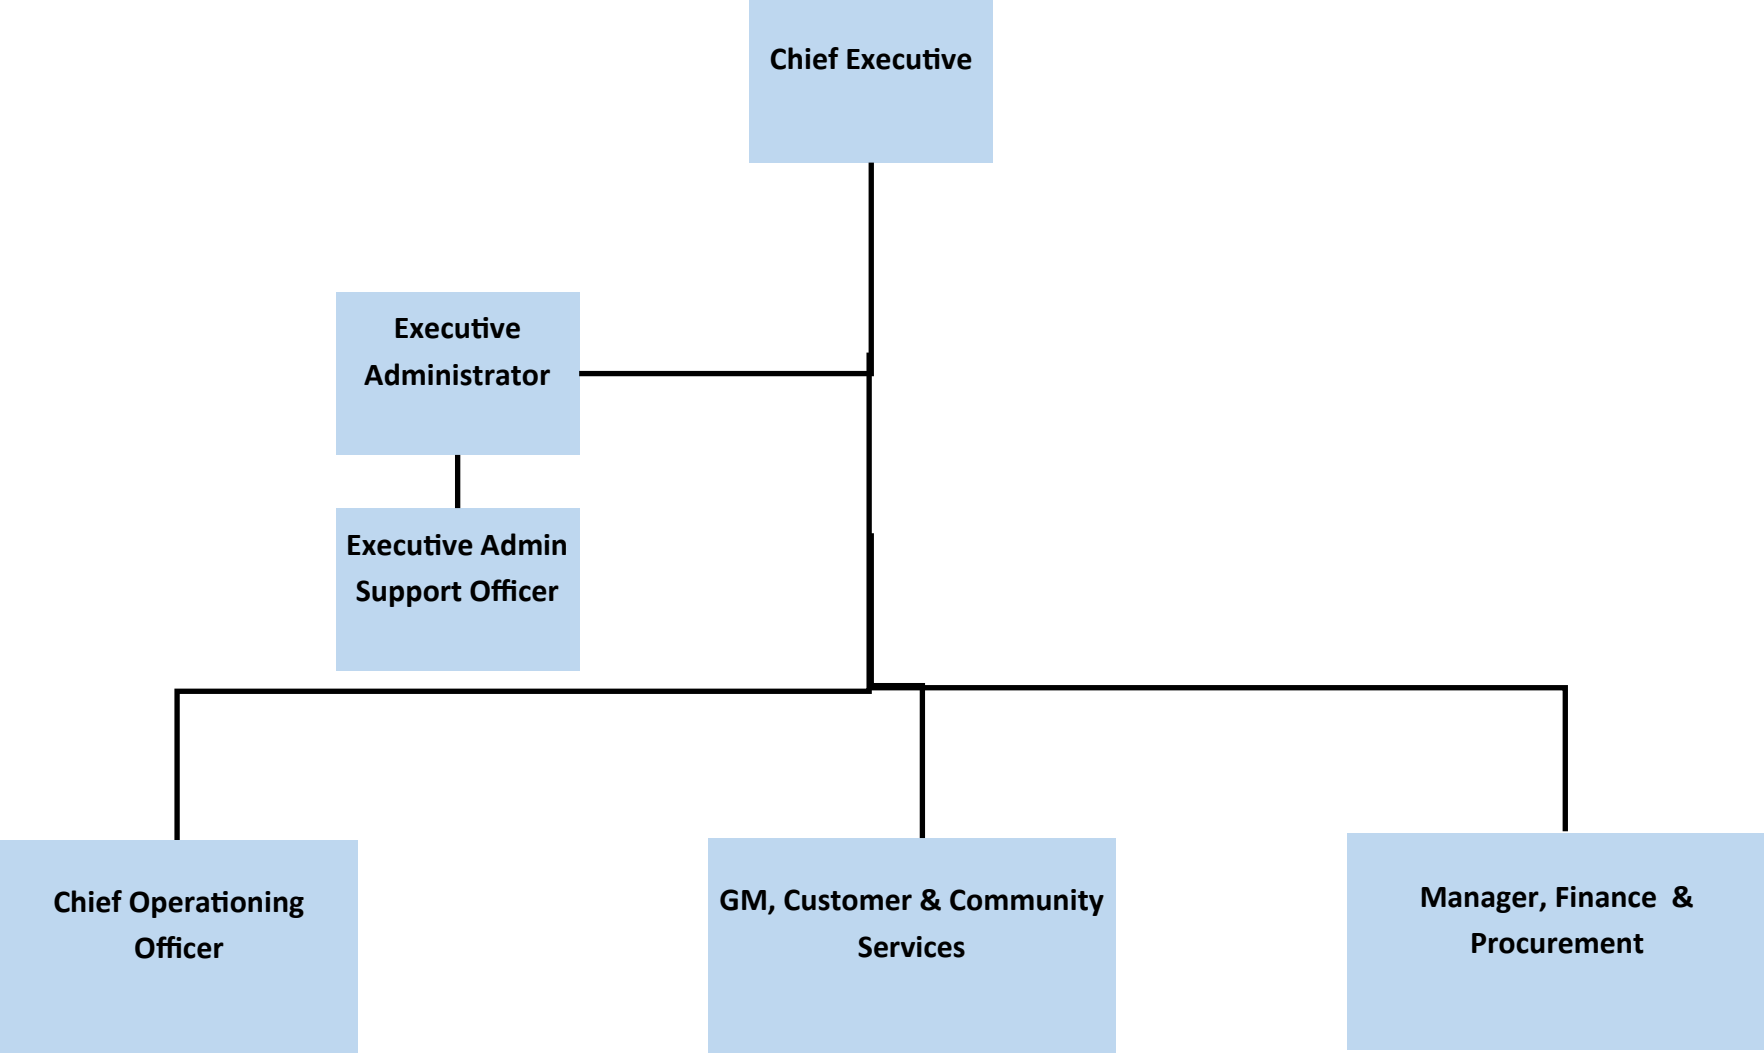 Chief Executive
Executive
Administrator
Executive Admin
Support Officer
Chief Operationing
Officer
GM, Customer & Community
Services
Manager, Finance  &
Procurement